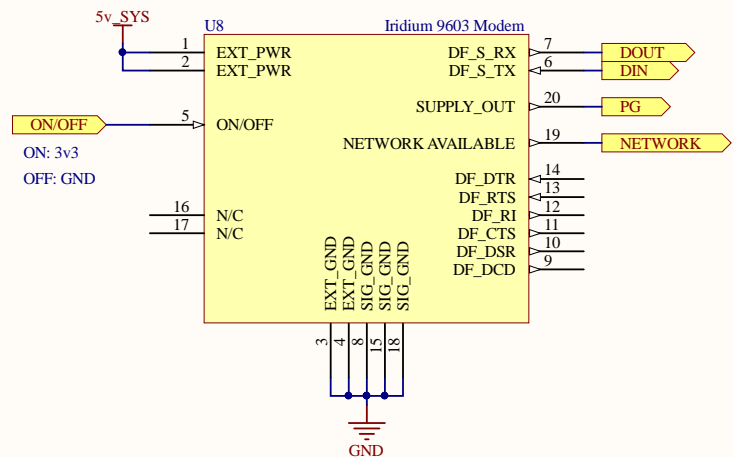 5v_SYS
U8
Iridium 9603 Modem
1 EXT_PWR
2 EXT_PWR
DF_S_RX 7 DOUT
DF_S_TX 6 DIN
SUPPLY_OUT 20 PG
ON/OFF 5 ON/OFF
NETWORK AVAILABLE 19 NETWORK
ON: 3v3
OFF: GND
DF_DTR 14
DF_RTS 13
16 N/C
DF_RI 12
17 N/C
DF_CTS 11
DF_DSR 10
DF_DCD 9
EXT_GND 3
EXT_GND 4
SIG_GND 8
SIG_GND 15
SIG_GND 18
GND